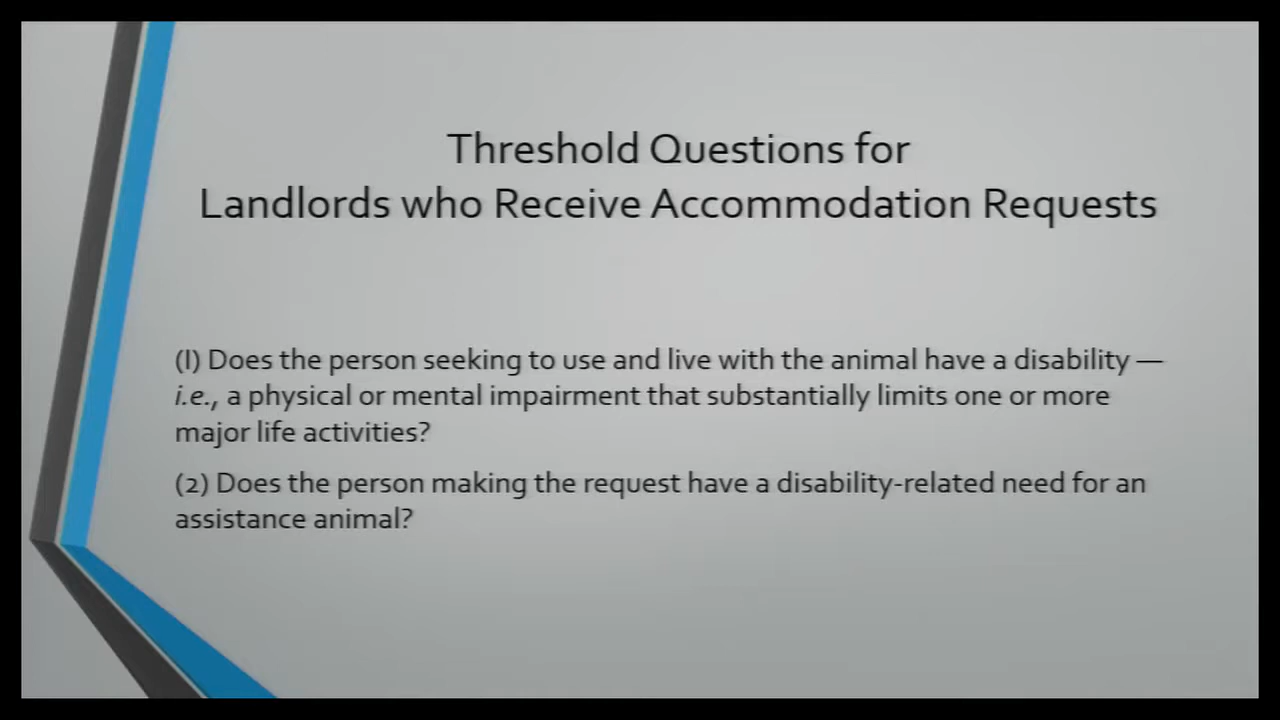 Threshold Questions for
Landlords who Receive Accommodation Requests
(I) Does the person seeking to use and live with the animal have a disability —
i.e., a physical or mental impairment that substantially limits one or more
major life activities?
(2) Does the person making the request have a disability-related need for an
assistance animal?